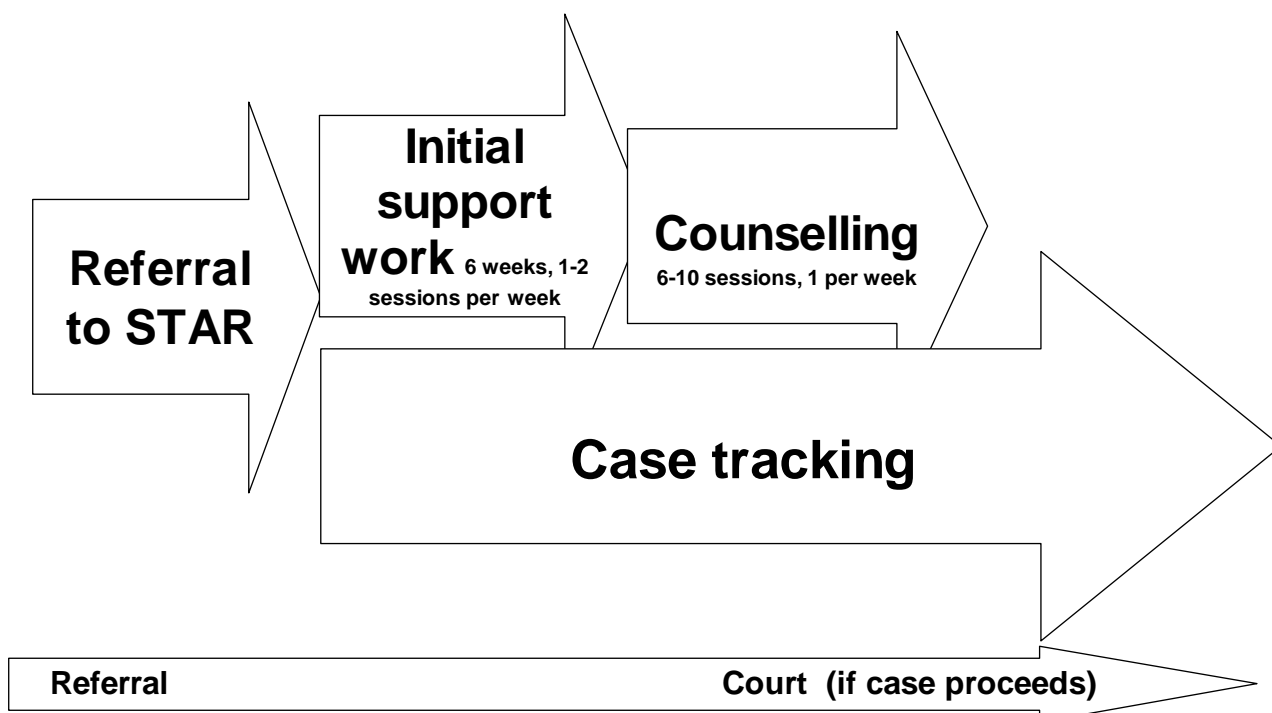 Referral
to STAR
Initial
support
work 6 weeks, 1-2
sessions per week
Counselling
6-10 sessions, 1 per week
Case tracking
Referral
Court (if case proceeds)